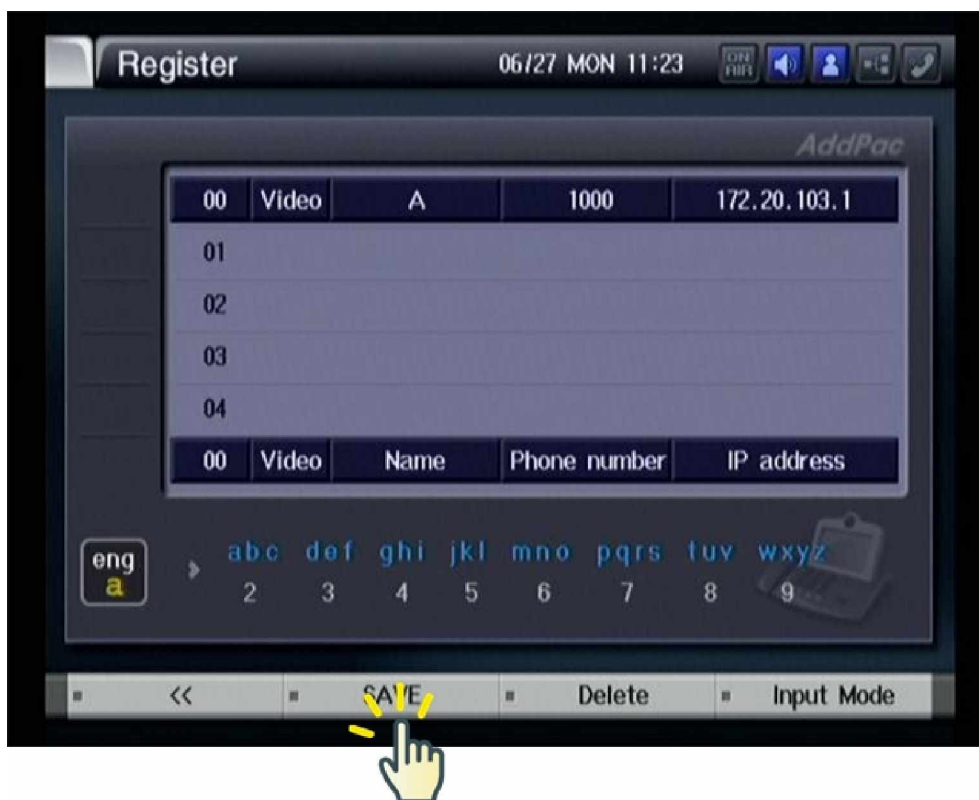 Register 06/27 MON 11:23 ON AIR
AddPac
00 Video A 1000 172.20.103.1
01
02
03
04
00 Video Name Phone number IP address
eng abc def ghi jkl mno pqrs tuv wxyz
a 2 3 4 5 6 7 8 9
<< SAVE Delete Input Mode